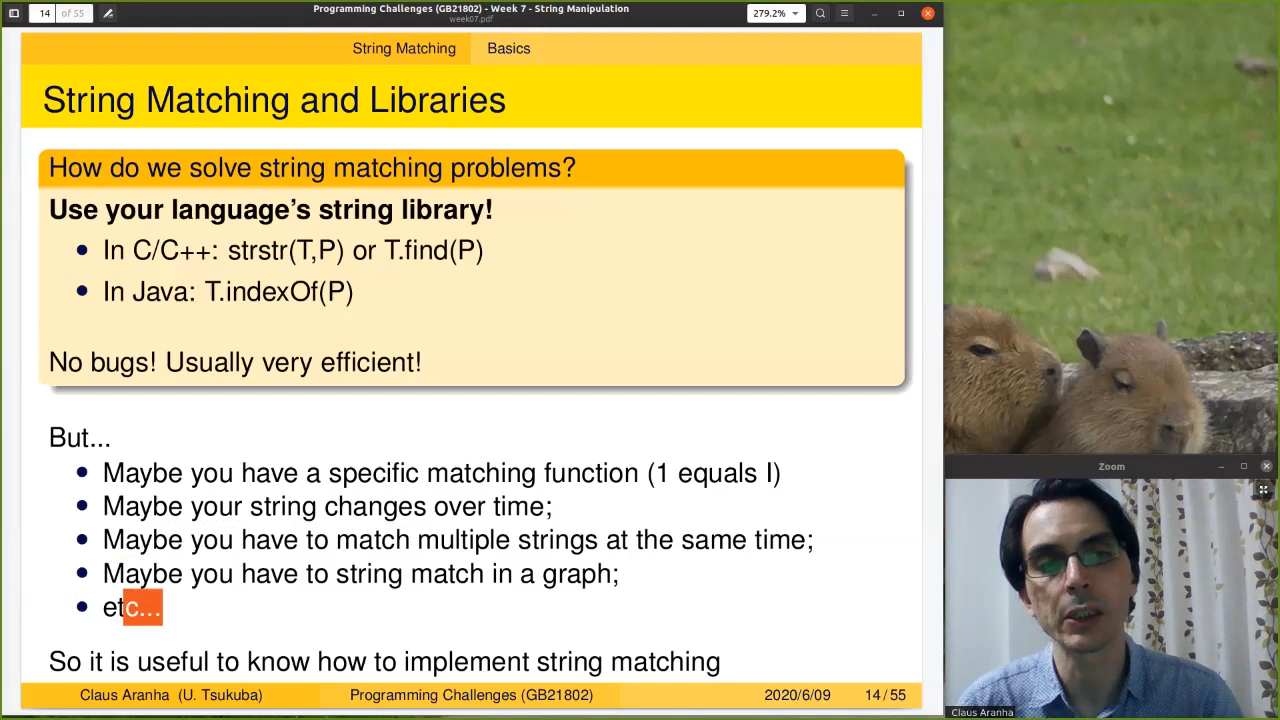 Programming Challenges (GB21802) - Week 7 - String Manipulation
week07.pdf
14 of 55
279.2%
String Matching Basics
String Matching and Libraries
How do we solve string matching problems?
Use your language's string library!
• In C/C++: strstr(T,P) or T.find(P)
• In Java: T.indexOf(P)
No bugs! Usually very efficient!
But...
• Maybe you have a specific matching function (1 equals I)
• Maybe your string changes over time;
• Maybe you have to match multiple strings at the same time;
• Maybe you have to string match in a graph;
• etc...
So it is useful to know how to implement string matching
Claus Aranha (U. Tsukuba) Programming Challenges (GB21802) 2020/6/09 14 / 55
Zoom
Claus Aranha